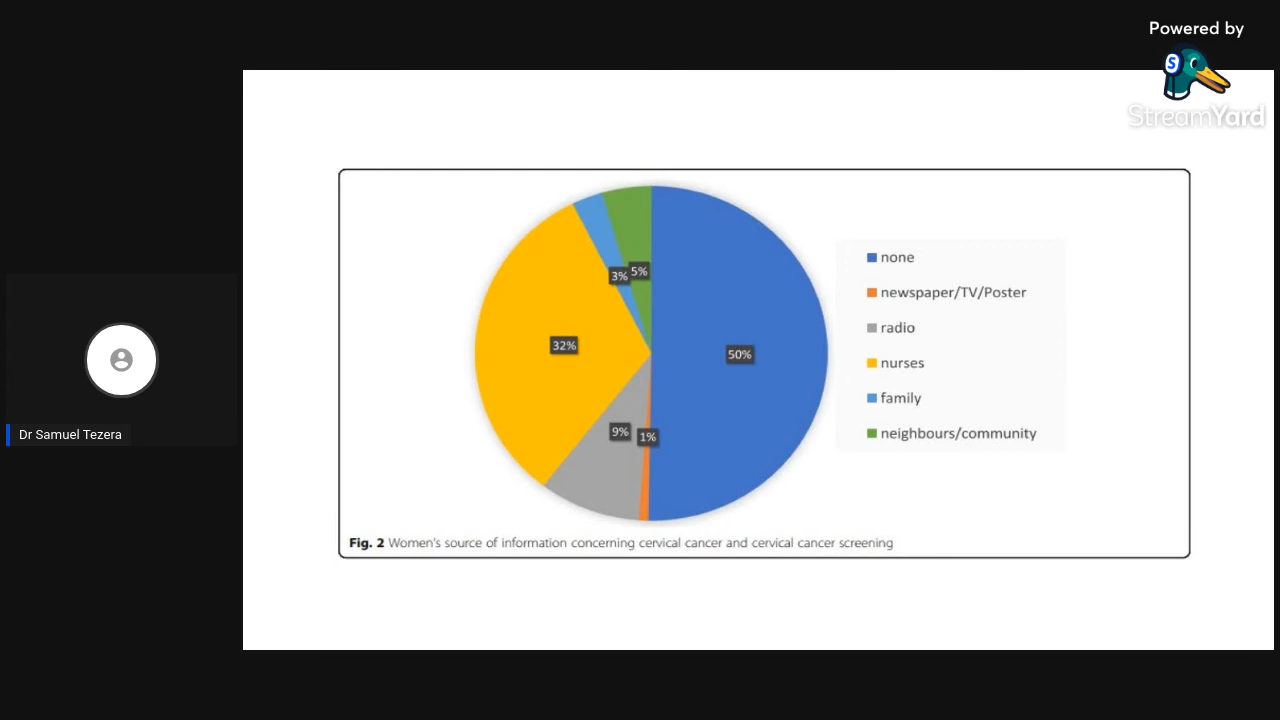 Powered by
S
StreamYard
3%
5%
32%
50%
9%
1%
none
newspaper/TV/Poster
radio
nurses
family
neighbours/community
Fig. 2 Women's source of information concerning cervical cancer and cervical cancer screening
Dr Samuel Tezera